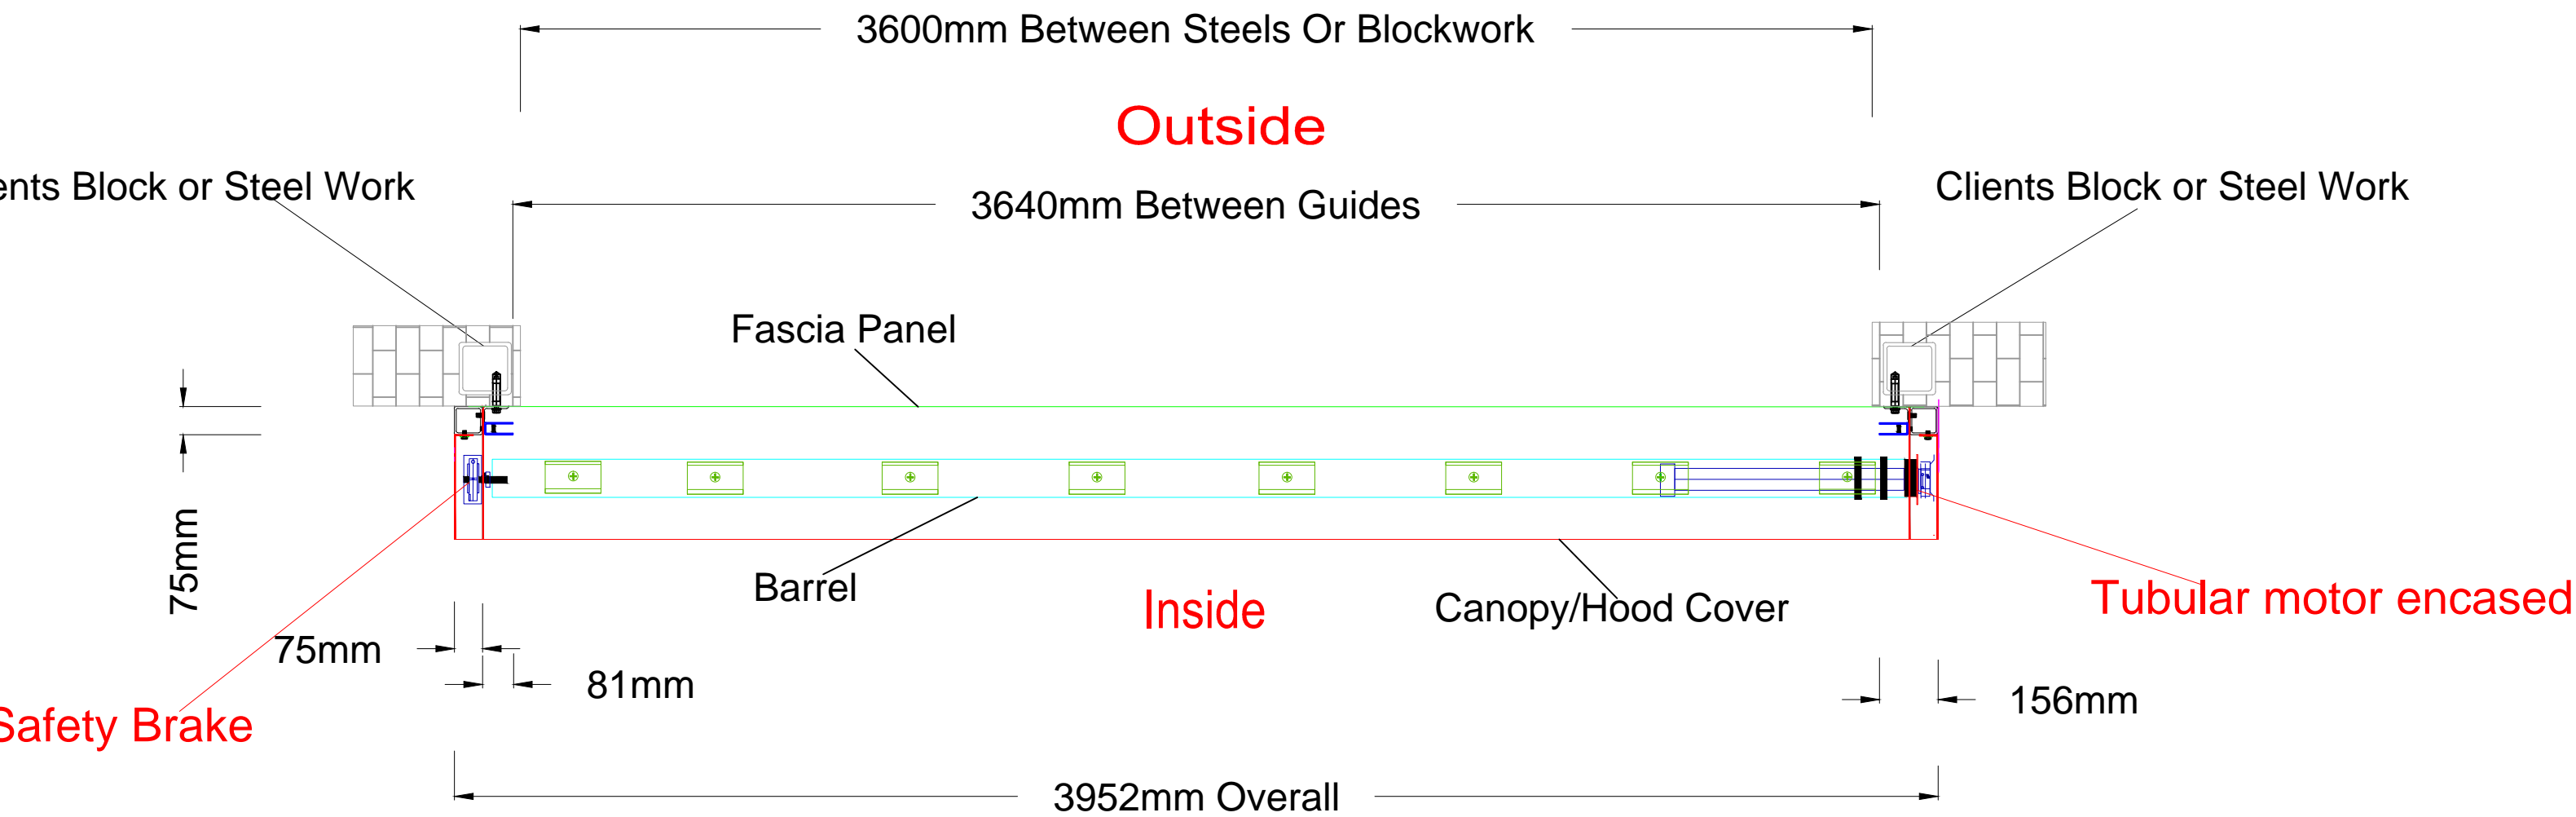 3600mm Between Steels Or Blockwork
Outside
ents Block or Steel Work
Clients Block or Steel Work
3640mm Between Guides
Fascia Panel
75mm
Barrel
Inside
Canopy/Hood Cover
Tubular motor encased
75mm
81mm
156mm
Safety Brake
3952mm Overall